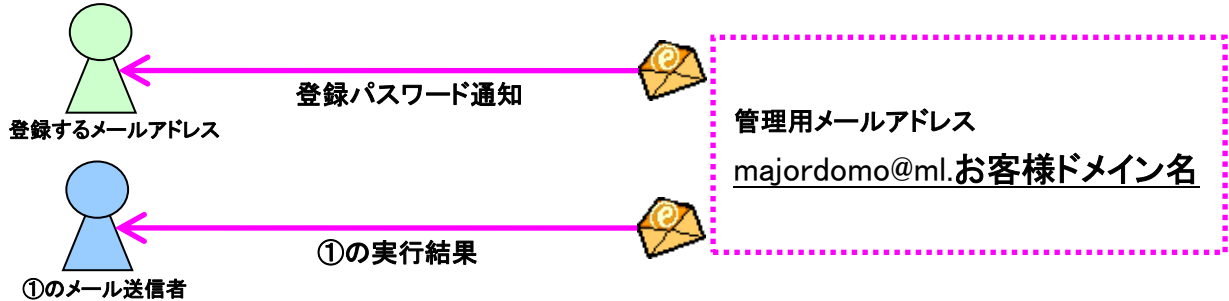 登録パスワード通知
登録するメールアドレス
管理用メールアドレス
majordomo@ml.お客様ドメイン名
①の実行結果
①のメール送信者